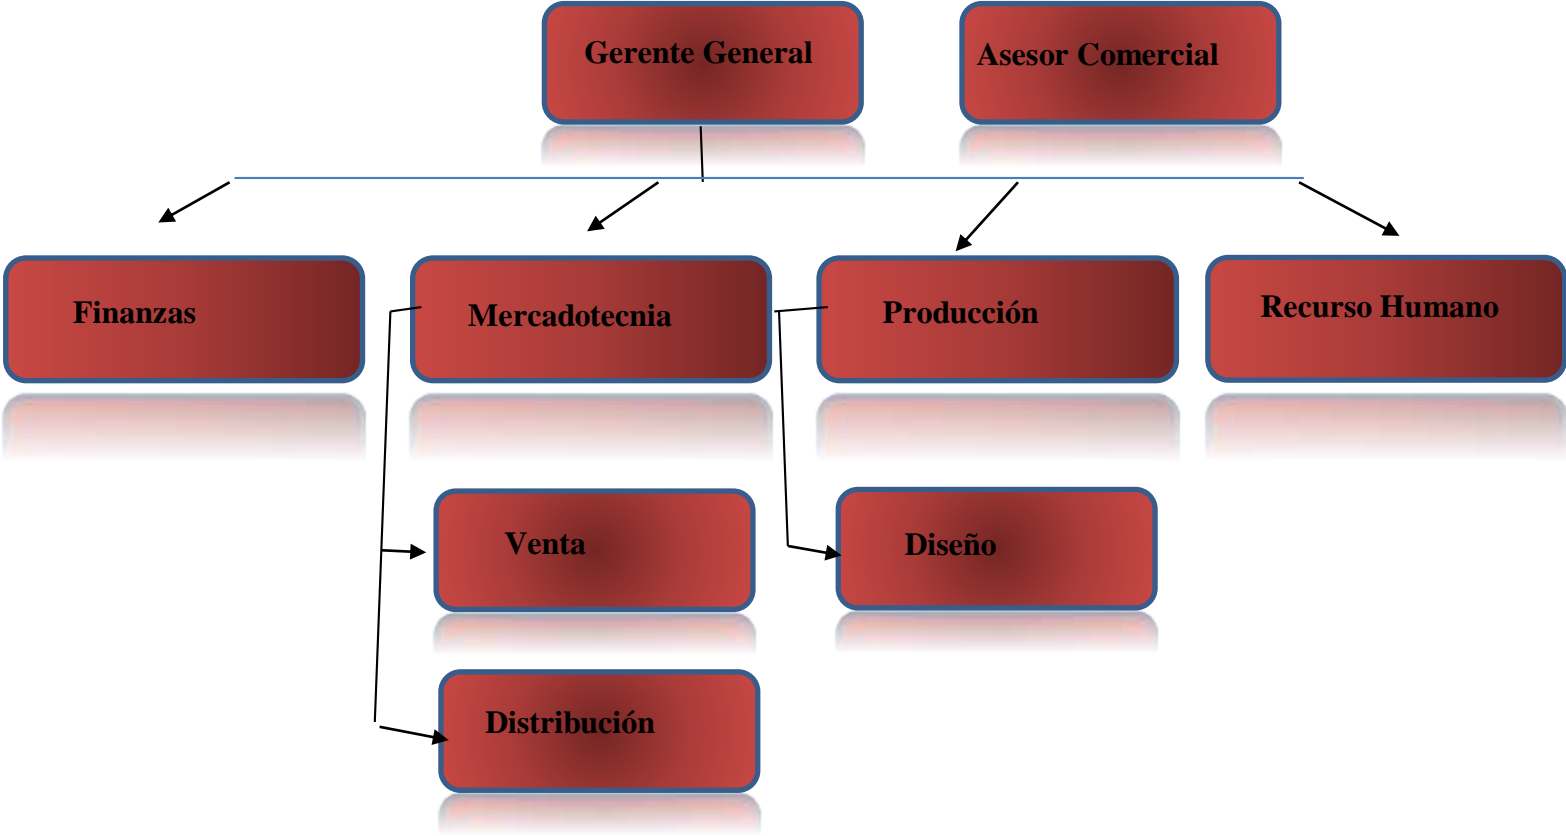 Gerente General
Asesor Comercial
Finanzas
Mercadotecnia
Producción
Recurso Humano
Venta
Diseño
Distribución